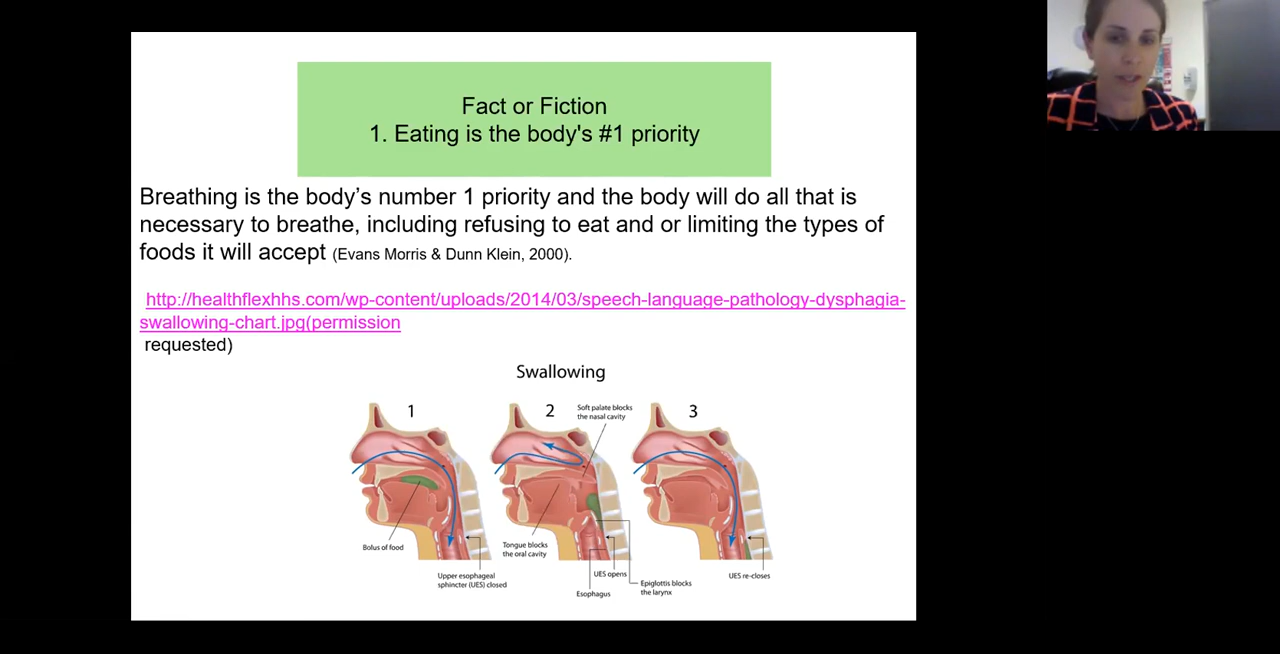 Fact or Fiction
1. Eating is the body's #1 priority
Breathing is the body’s number 1 priority and the body will do all that is
necessary to breathe, including refusing to eat and or limiting the types of
foods it will accept (Evans Morris & Dunn Klein, 2000).
http://healthflexhhs.com/wp-content/uploads/2014/03/speech-language-pathology-dysphagia-
swallowing-chart.jpg(permission
requested)
Swallowing
1
2
3
Soft palate blocks
the nasal cavity
Bolus of food
Upper esophageal
sphincter (UES) closed
Tongue blocks
the oral cavity
UES opens
Esophagus
Epiglottis blocks
the larynx
UES re-closes